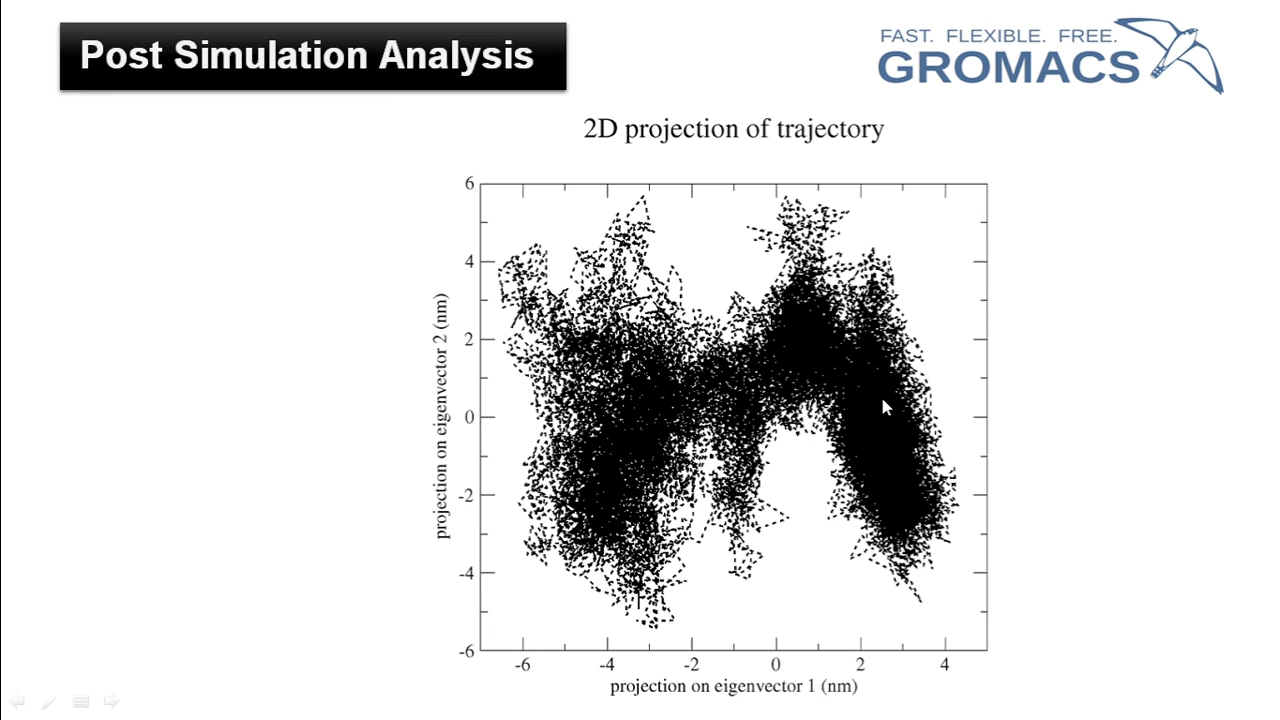 Post Simulation Analysis
FAST. FLEXIBLE. FREE.
GROMACS
2D projection of trajectory
6
4
2
0
-2
-4
-6
projection on eigenvector 2 (nm)
-6 -4 -2 0 2 4
projection on eigenvector 1 (nm)